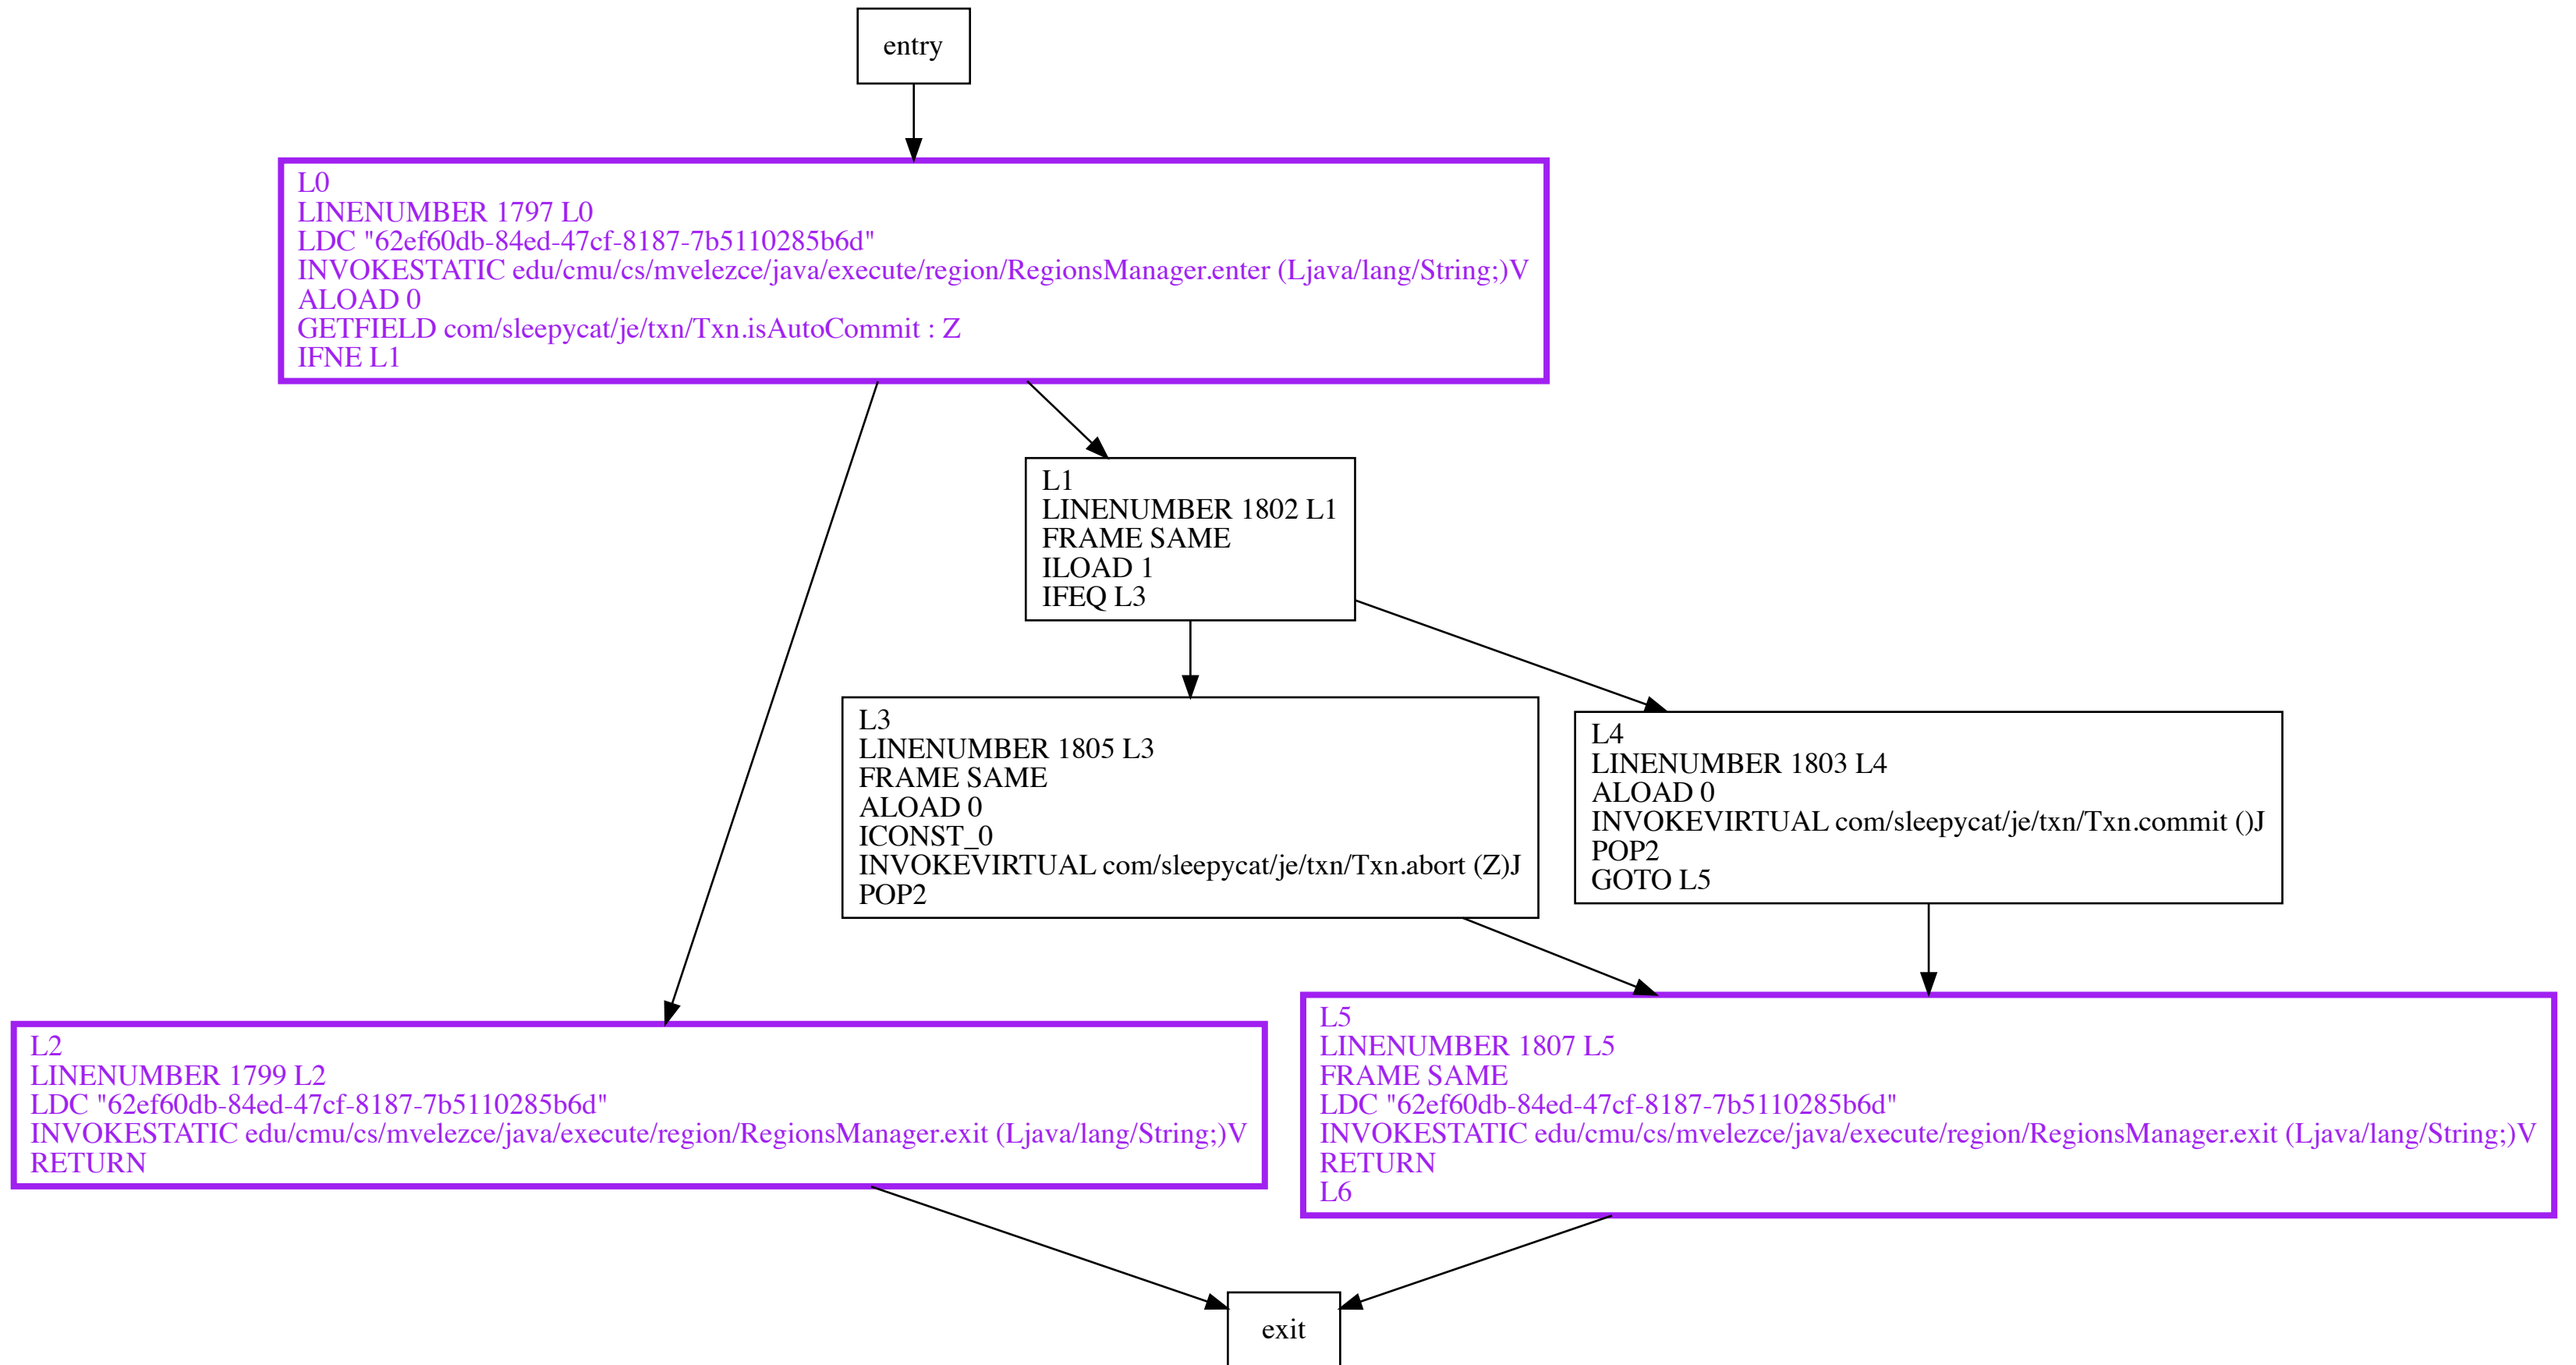 entry
L0
LINENUMBER 1797 L0
LDC "62ef60db-84ed-47cf-8187-7b5110285b6d"
INVOKESTATIC edu/cmu/cs/mvelezce/java/execute/region/RegionsManager.enter (Ljava/lang/String;)V
ALOAD 0
GETFIELD com/sleepycat/je/txn/Txn.isAutoCommit : Z
IFNE L1
L1
LINENUMBER 1802 L1
FRAME SAME
ILOAD 1
IFEQ L3
L3
LINENUMBER 1805 L3
FRAME SAME
ALOAD 0
ICONST_0
INVOKEVIRTUAL com/sleepycat/je/txn/Txn.abort (Z)J
POP2
L4
LINENUMBER 1803 L4
ALOAD 0
INVOKEVIRTUAL com/sleepycat/je/txn/Txn.commit ()J
POP2
GOTO L5
L2
LINENUMBER 1799 L2
LDC "62ef60db-84ed-47cf-8187-7b5110285b6d"
INVOKESTATIC edu/cmu/cs/mvelezce/java/execute/region/RegionsManager.exit (Ljava/lang/String;)V
RETURN
L5
LINENUMBER 1807 L5
FRAME SAME
LDC "62ef60db-84ed-47cf-8187-7b5110285b6d"
INVOKESTATIC edu/cmu/cs/mvelezce/java/execute/region/RegionsManager.exit (Ljava/lang/String;)V
RETURN
L6
exit